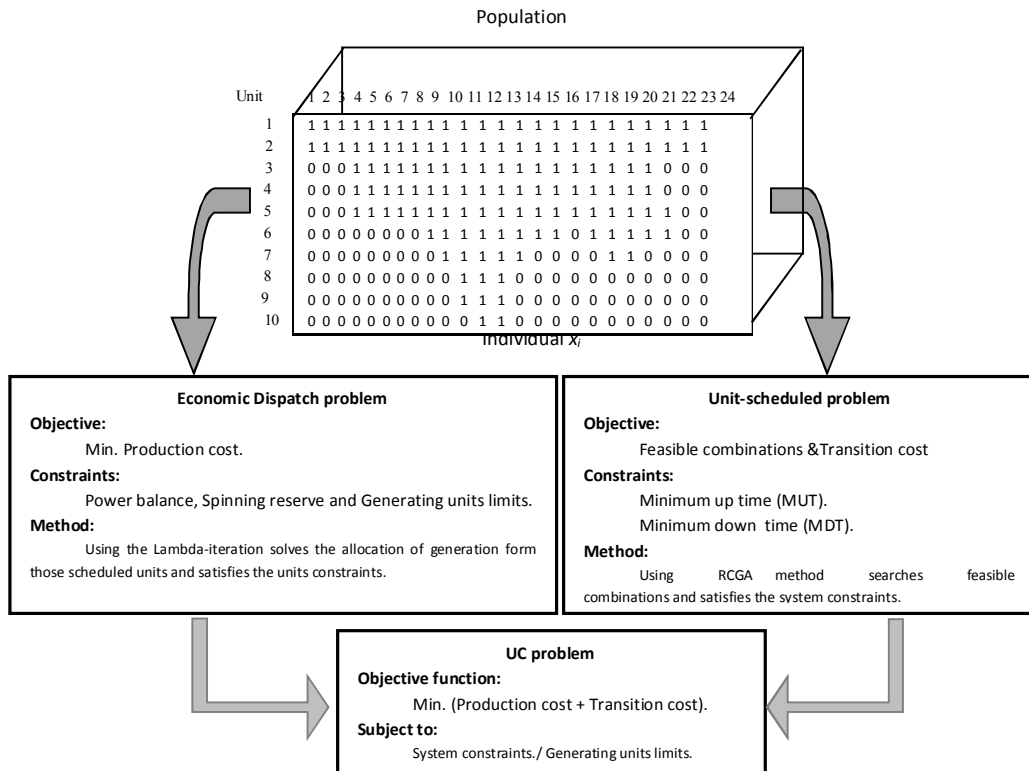 Population
Unit 1 2 3 4 5 6 7 8 9 10 11 12 13 14 15 16 17 18 19 20 21 22 23 24
1 1 1 1 1 1 1 1 1 1 1 1 1 1 1 1 1 1 1 1 1 1 1 1 1
2 1 1 1 1 1 1 1 1 1 1 1 1 1 1 1 1 1 1 1 1 1 1 1 1
3 0 0 0 1 1 1 1 1 1 1 1 1 1 1 1 1 1 1 1 1 1 0 0 0
4 0 0 0 1 1 1 1 1 1 1 1 1 1 1 1 1 1 1 1 1 1 0 0 0
5 0 0 0 1 1 1 1 1 1 1 1 1 1 1 1 1 1 1 1 1 1 1 0 0
6 0 0 0 0 0 0 0 0 1 1 1 1 1 1 1 1 0 1 1 1 1 1 0 0
7 0 0 0 0 0 0 0 0 0 1 1 1 1 1 0 0 0 0 1 1 0 0 0 0
8 0 0 0 0 0 0 0 0 0 0 1 1 1 0 0 0 0 0 0 0 0 0 0 0
9 0 0 0 0 0 0 0 0 0 0 1 1 1 0 0 0 0 0 0 0 0 0 0 0
10 0 0 0 0 0 0 0 0 0 0 0 1 1 0 0 0 0 0 0 0 0 0 0 0
Individual xi
Economic Dispatch problem
Objective:
Min. Production cost.
Constraints:
Power balance, Spinning reserve and Generating units limits.
Method:
Using the Lambda-iteration solves the allocation of generation form
those scheduled units and satisfies the units constraints.
Unit-scheduled problem
Objective:
Feasible combinations &Transition cost
Constraints:
Minimum up time (MUT).
Minimum down time (MDT).
Method:
Using RCGA method searches feasible
combinations and satisfies the system constraints.
UC problem
Objective function:
Min. (Production cost + Transition cost).
Subject to:
System constraints./ Generating units limits.